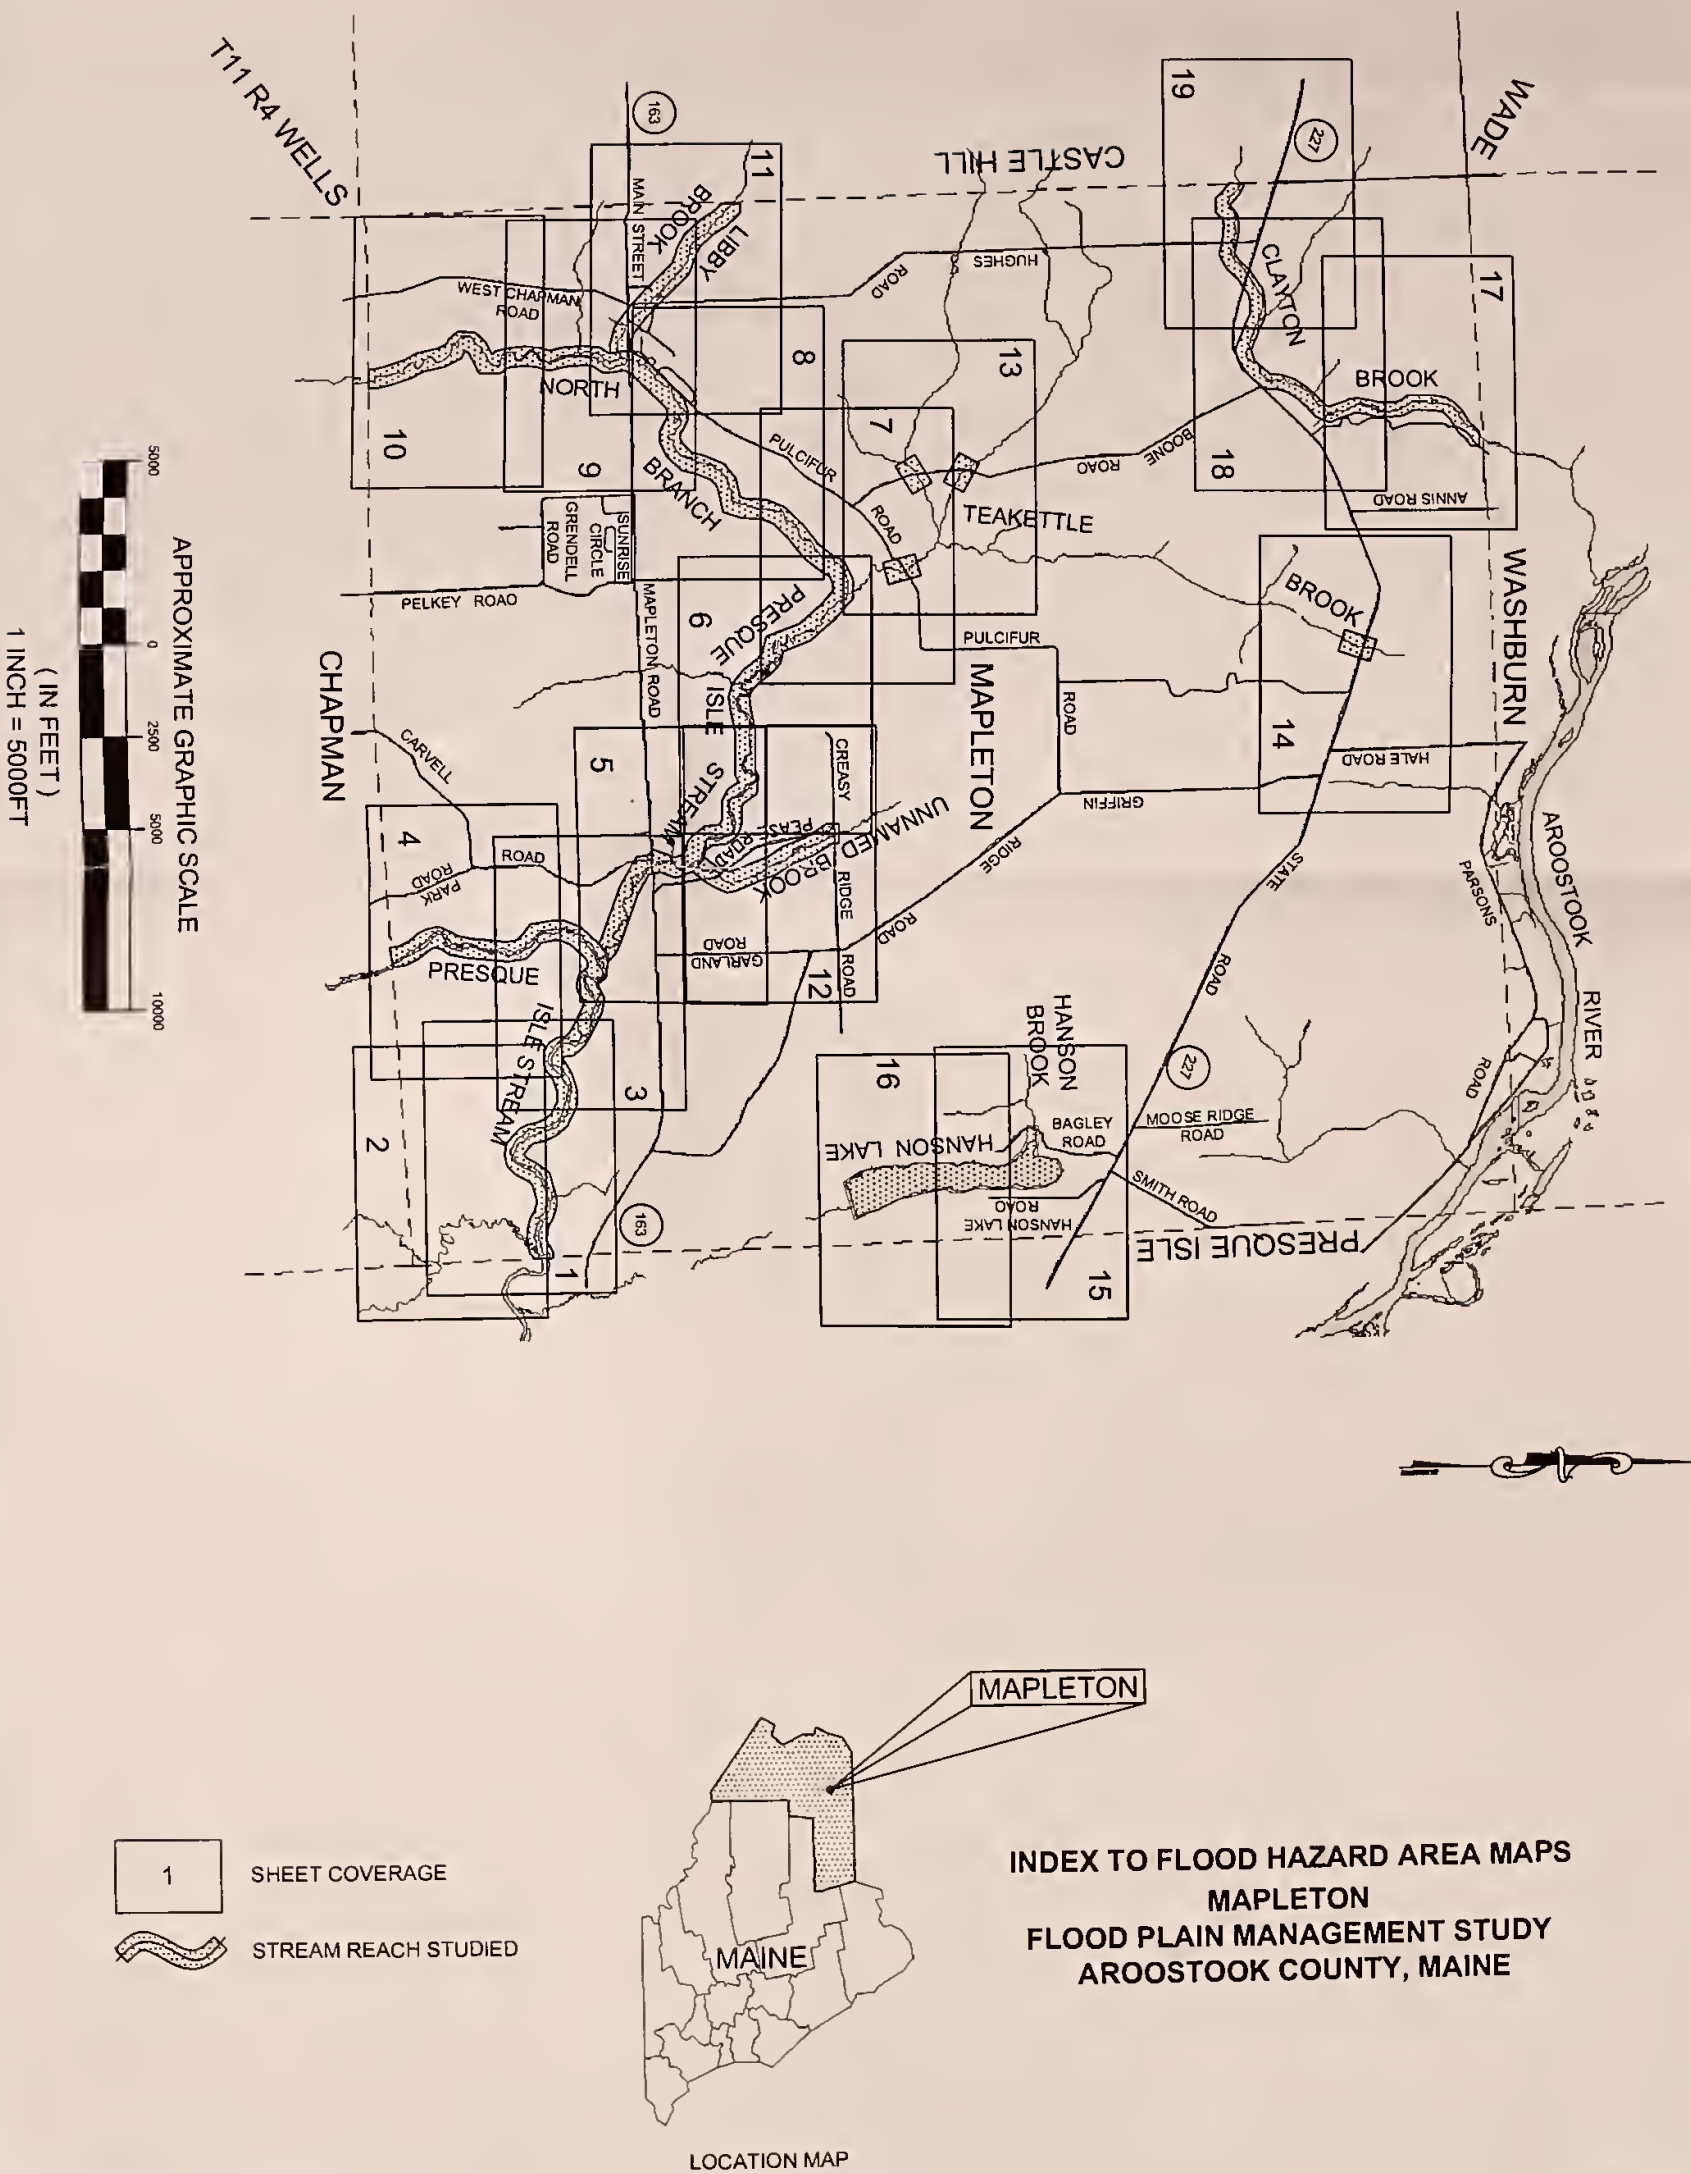 WADE
T11 R4 WELLS
CASTLE HILL
19
227
163
11
LIBBY
BROOK
MAIN STREET
HUGHES
ROAD
CLAYTON
BROOK
17
18
WEST CHAPMAN
ROAD
8
13
7
NORTH
BRANCH
10
9
PULCIFUR
ROAD
BOONE
ROAD
ANNIS ROAD
TEAKETTLE
BROOK
WASHBURN
SUNRISE
CIRCLE
GRENDELL
ROAD
PELKEY ROAD
MAPLETON ROAD
6
PRESQUE
ISLE
STREAM
PULCIFUR
ROAD
MAPLETON
14
HALE ROAD
CHAPMAN
CARVELL
ROAD
PARK
ROAD
4
5
CREASY
RIDGE
ROAD
PEASE
ROAD
UNNAMED
BROOK
GRIFFIN
RIDGE
ROAD
GARLAND
ROAD
12
STATE
ROAD
PARSONS
ROAD
AROOSTOOK
RIVER
PRESQUE
ISLE STREAM
3
2
1
163
HANSON
BROOK
16
HANSON LAKE
BAGLEY
ROAD
227
MOOSE RIDGE
ROAD
SMITH ROAD
HANSON LAKE
ROAD
15
PRESQUE ISLE
5000
0
2500
5000
10000
APPROXIMATE GRAPHIC SCALE
( IN FEET )
1 INCH = 5000FT
MAPLETON
MAINE
LOCATION MAP
1
SHEET COVERAGE
STREAM REACH STUDIED
INDEX TO FLOOD HAZARD AREA MAPS
MAPLETON
FLOOD PLAIN MANAGEMENT STUDY
AROOSTOOK COUNTY, MAINE